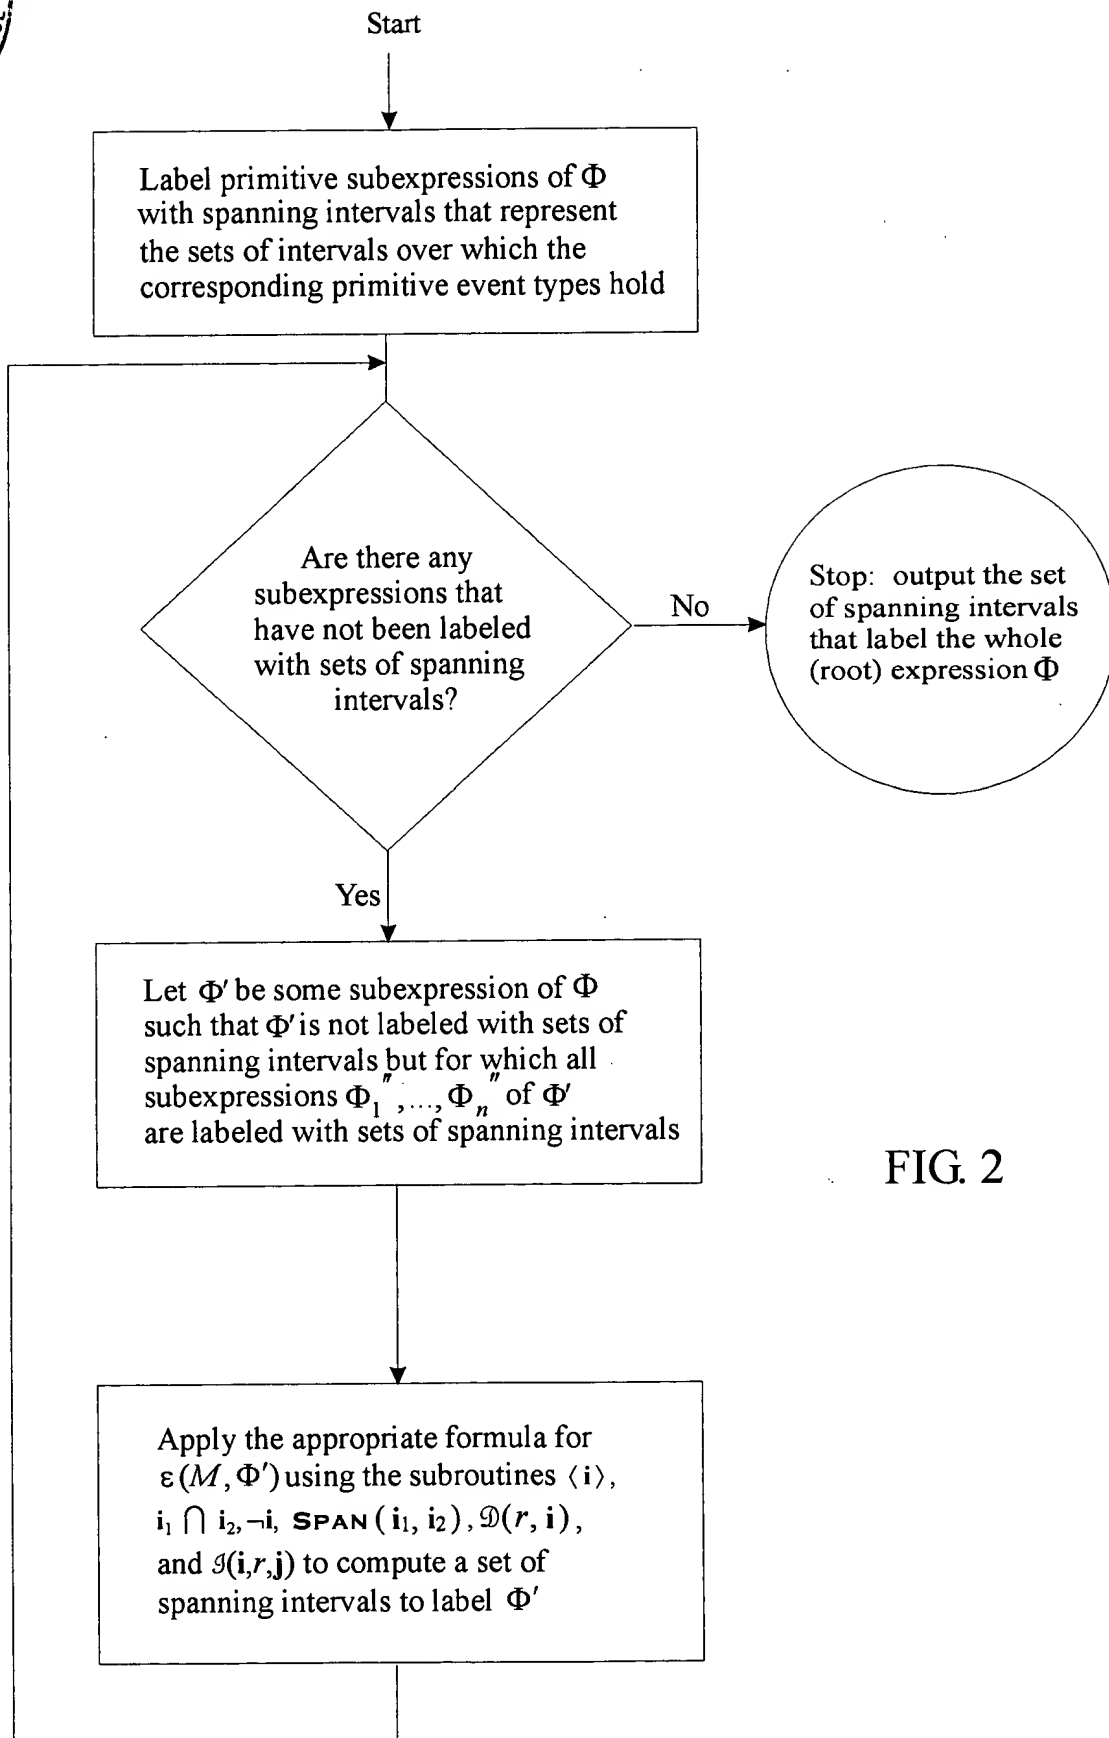 Start
Label primitive subexpressions of Φ
with spanning intervals that represent
the sets of intervals over which the
corresponding primitive event types hold
Are there any
subexpressions that
have not been labeled
with sets of spanning
intervals?
No
Stop: output the set
of spanning intervals
that label the whole
(root) expression Φ
Yes
Let Φ′ be some subexpression of Φ
such that Φ′ is not labeled with sets of
spanning intervals but for which all
subexpressions Φ₁″,...,Φₙ″ of Φ′
are labeled with sets of spanning intervals
FIG. 2
Apply the appropriate formula for
ε(M,Φ′) using the subroutines ⟨i⟩,
i₁ ⋂ i₂, ¬i, SPAN (i₁, i₂), 𝒟(r, i),
and ℐ(i,r,j) to compute a set of
spanning intervals to label Φ′